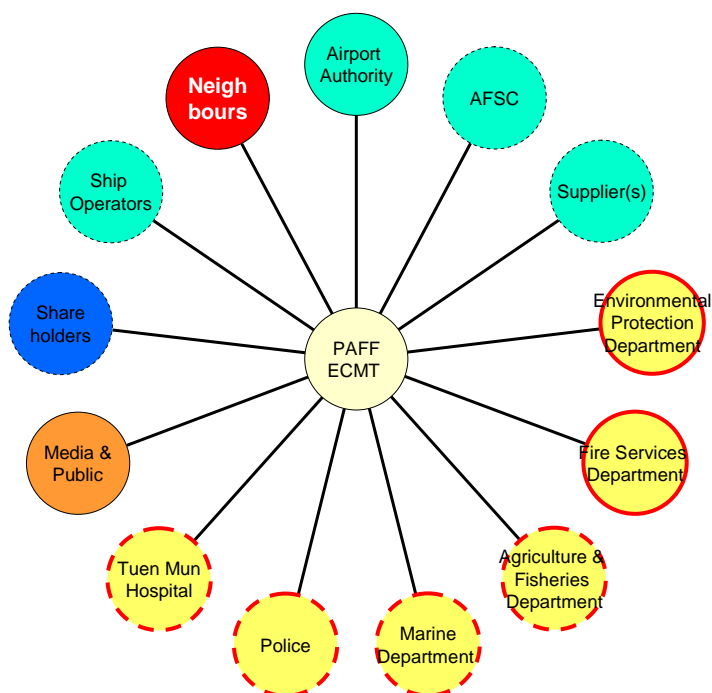 Airport
Authority
Neigh
bours
AFSC
Ship
Operators
Supplier(s)
Share
holders
Environmental
Protection
Department
PAFF
ECMT
Media &
Public
Fire Services
Department
Tuen Mun
Hospital
Agriculture &
Fisheries
Department
Police
Marine
Department